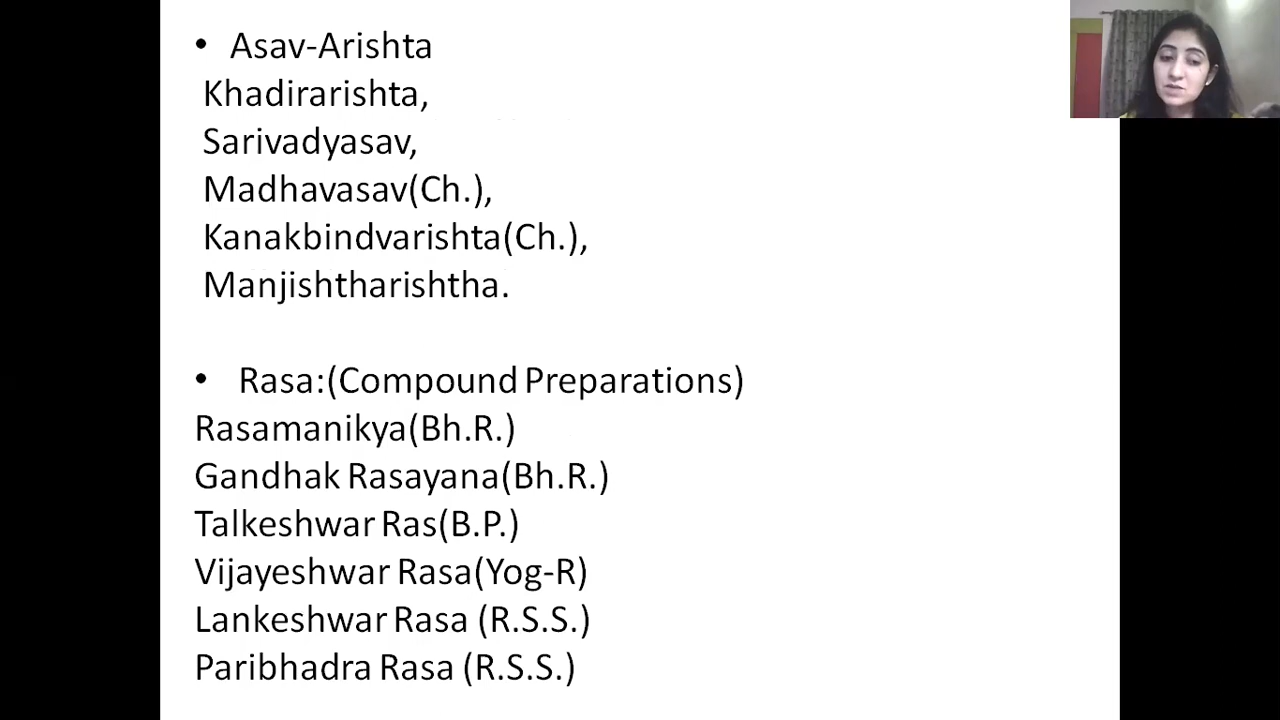 • Asav-Arishta
Khadirarishta,
Sarivadyasav,
Madhavasav(Ch.),
Kanakbindvarishta(Ch.),
Manjishtharishtha.
• Rasa:(Compound Preparations)
Rasamanikya(Bh.R.)
Gandhak Rasayana(Bh.R.)
Talkeshwar Ras(B.P.)
Vijayeshwar Rasa(Yog-R)
Lankeshwar Rasa (R.S.S.)
Paribhadra Rasa (R.S.S.)